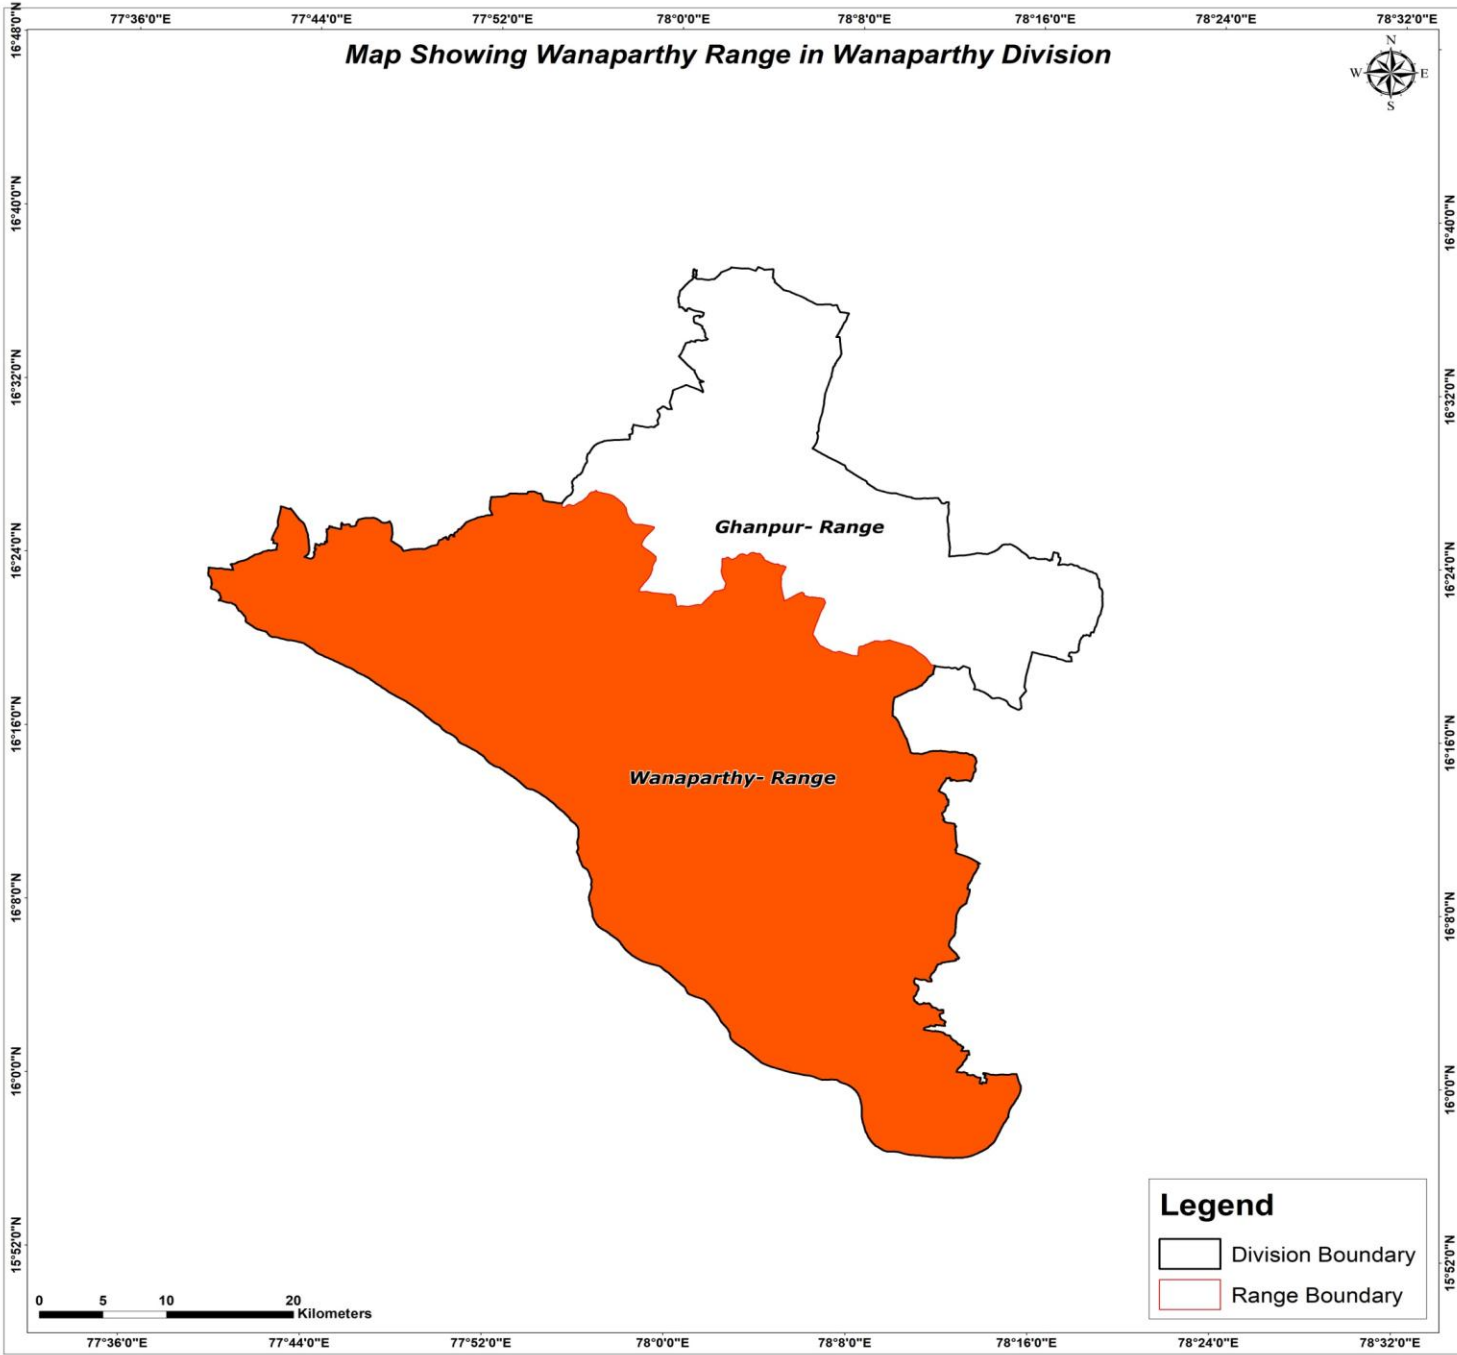 77°36'0"E 77°44'0"E 77°52'0"E 78°0'0"E 78°8'0"E 78°16'0"E 78°24'0"E 78°32'0"E
Map Showing Wanaparthy Range in Wanaparthy Division
N
W E
S
16°48'0"N
16°40'0"N 16°40'0"N
16°32'0"N 16°32'0"N
Ghanpur- Range
16°24'0"N 16°24'0"N
16°16'0"N 16°16'0"N
Wanaparthy- Range
16°8'0"N 16°8'0"N
16°0'0"N 16°0'0"N
15°52'0"N 15°52'0"N
Legend
Division Boundary
Range Boundary
0 5 10 20
Kilometers
77°36'0"E 77°44'0"E 77°52'0"E 78°0'0"E 78°8'0"E 78°16'0"E 78°24'0"E 78°32'0"E